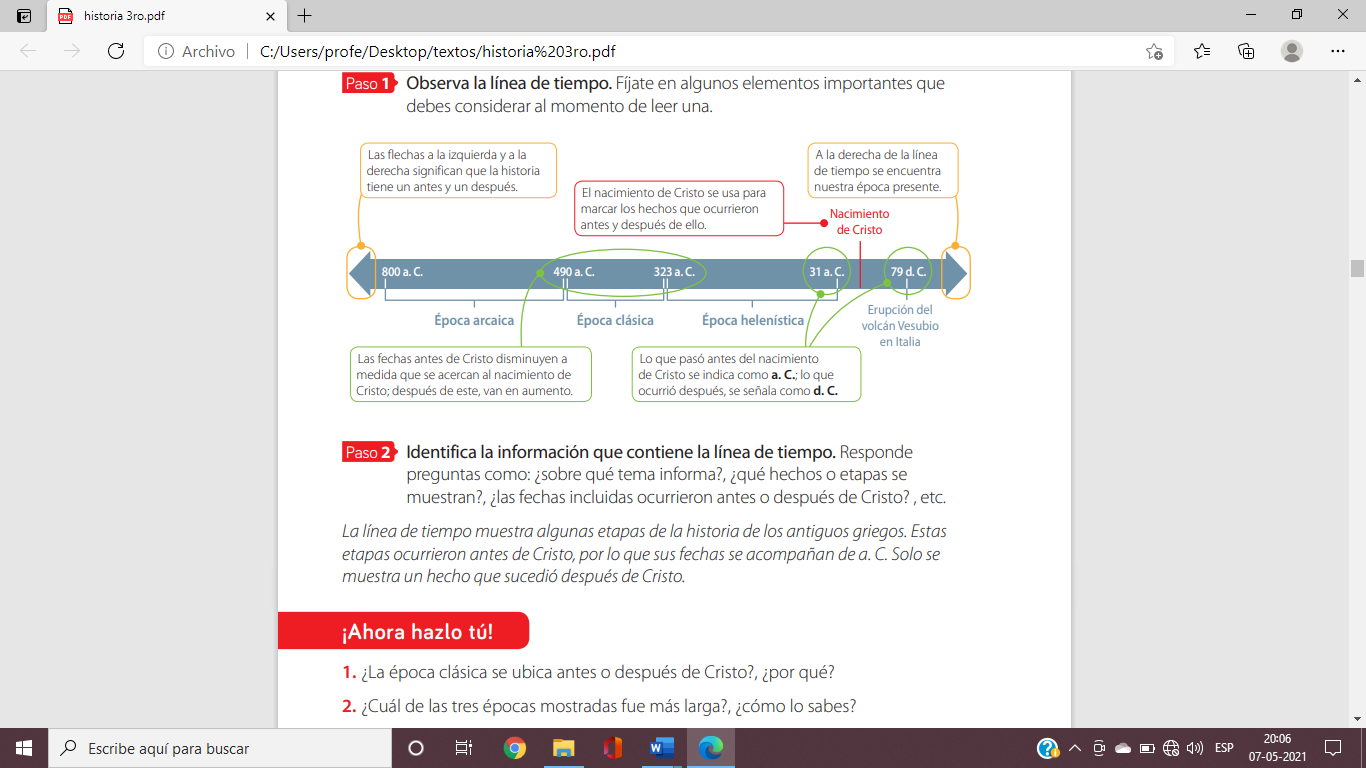 historia 3ro.pdf
Archivo
C:/Users/profe/Desktop/textos/historia%203ro.pdf
Paso 1 Observa la línea de tiempo. Fíjate en algunos elementos importantes que
debes considerar al momento de leer una.
Las flechas a la izquierda y a la
derecha significan que la historia
tiene un antes y un después.
El nacimiento de Cristo se usa para
marcar los hechos que ocurrieron
antes y después de ello.
A la derecha de la línea
de tiempo se encuentra
nuestra época presente.
Nacimiento
de Cristo
800 a. C. 490 a. C. 323 a. C. 31 a. C. 79 d. C.
Época arcaica Época clásica Época helenística
Erupción del
volcán Vesubio
en Italia
Las fechas antes de Cristo disminuyen a
medida que se acercan al nacimiento de
Cristo; después de este, van en aumento.
Lo que pasó antes del nacimiento
de Cristo se indica como a. C.; lo que
ocurrió después, se señala como d. C.
Paso 2 Identifica la información que contiene la línea de tiempo. Responde
preguntas como: ¿sobre qué tema informa?, ¿qué hechos o etapas se
muestran?, ¿las fechas incluidas ocurrieron antes o después de Cristo? , etc.
La línea de tiempo muestra algunas etapas de la historia de los antiguos griegos. Estas
etapas ocurrieron antes de Cristo, por lo que sus fechas se acompañan de a. C. Solo se
muestra un hecho que sucedió después de Cristo.
¡Ahora hazlo tú!
1. ¿La época clásica se ubica antes o después de Cristo?, ¿por qué?
2. ¿Cuál de las tres épocas mostradas fue más larga?, ¿cómo lo sabes?
Escribe aquí para buscar
ESP
20:06
07-05-2021